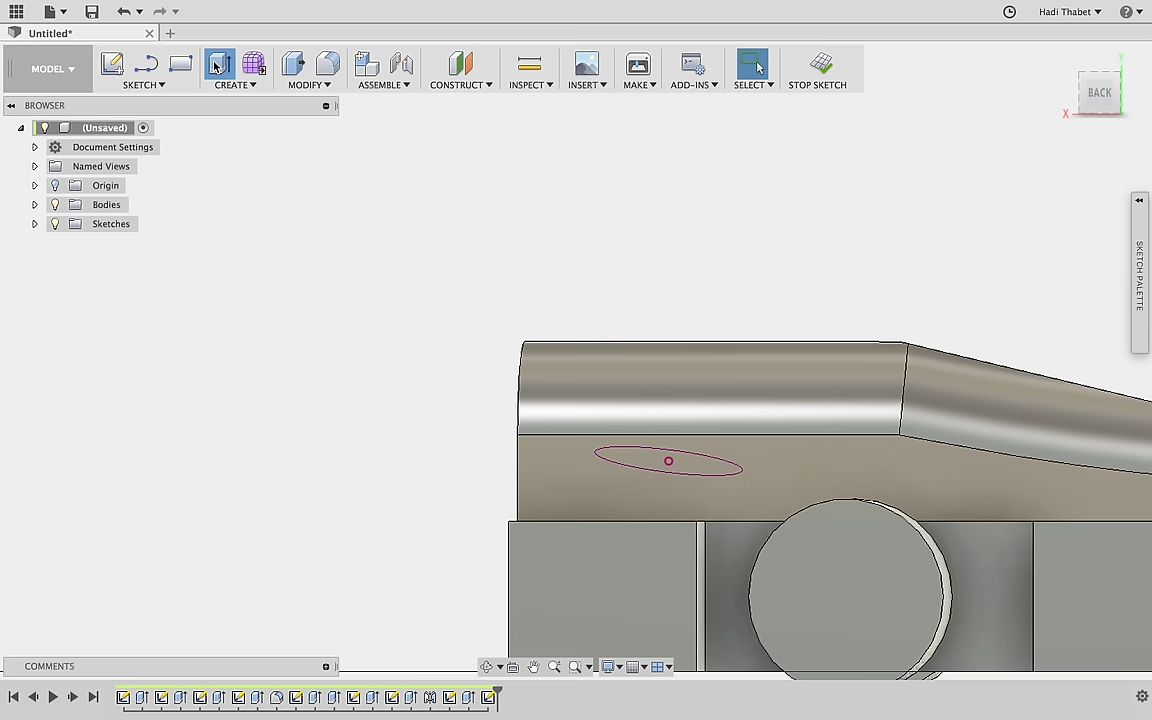 Hadi Thabet
Untitled*
MODEL
SKETCH
CREATE
MODIFY
ASSEMBLE
CONSTRUCT
INSPECT
INSERT
MAKE
ADD-INS
SELECT
STOP SKETCH
BACK
X
Y
BROWSER
(Unsaved)
Document Settings
Named Views
Origin
Bodies
Sketches
SKETCH PALETTE
COMMENTS